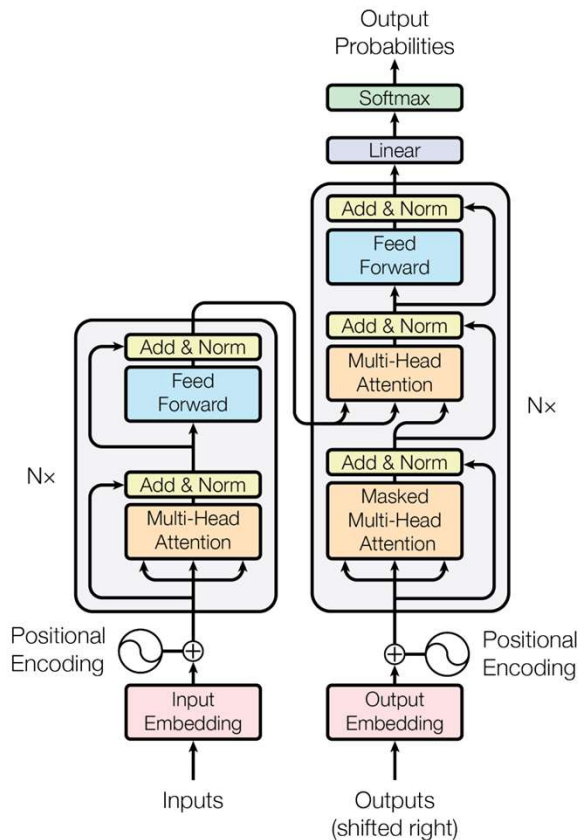 Output
Probabilities
Softmax
Linear
Add & Norm
Feed
Forward
Add & Norm
Multi-Head
Attention
Add & Norm
Masked
Multi-Head
Attention
N×
Add & Norm
Feed
Forward
Add & Norm
Multi-Head
Attention
N×
Positional
Encoding
Positional
Encoding
Input
Embedding
Output
Embedding
Inputs
Outputs
(shifted right)